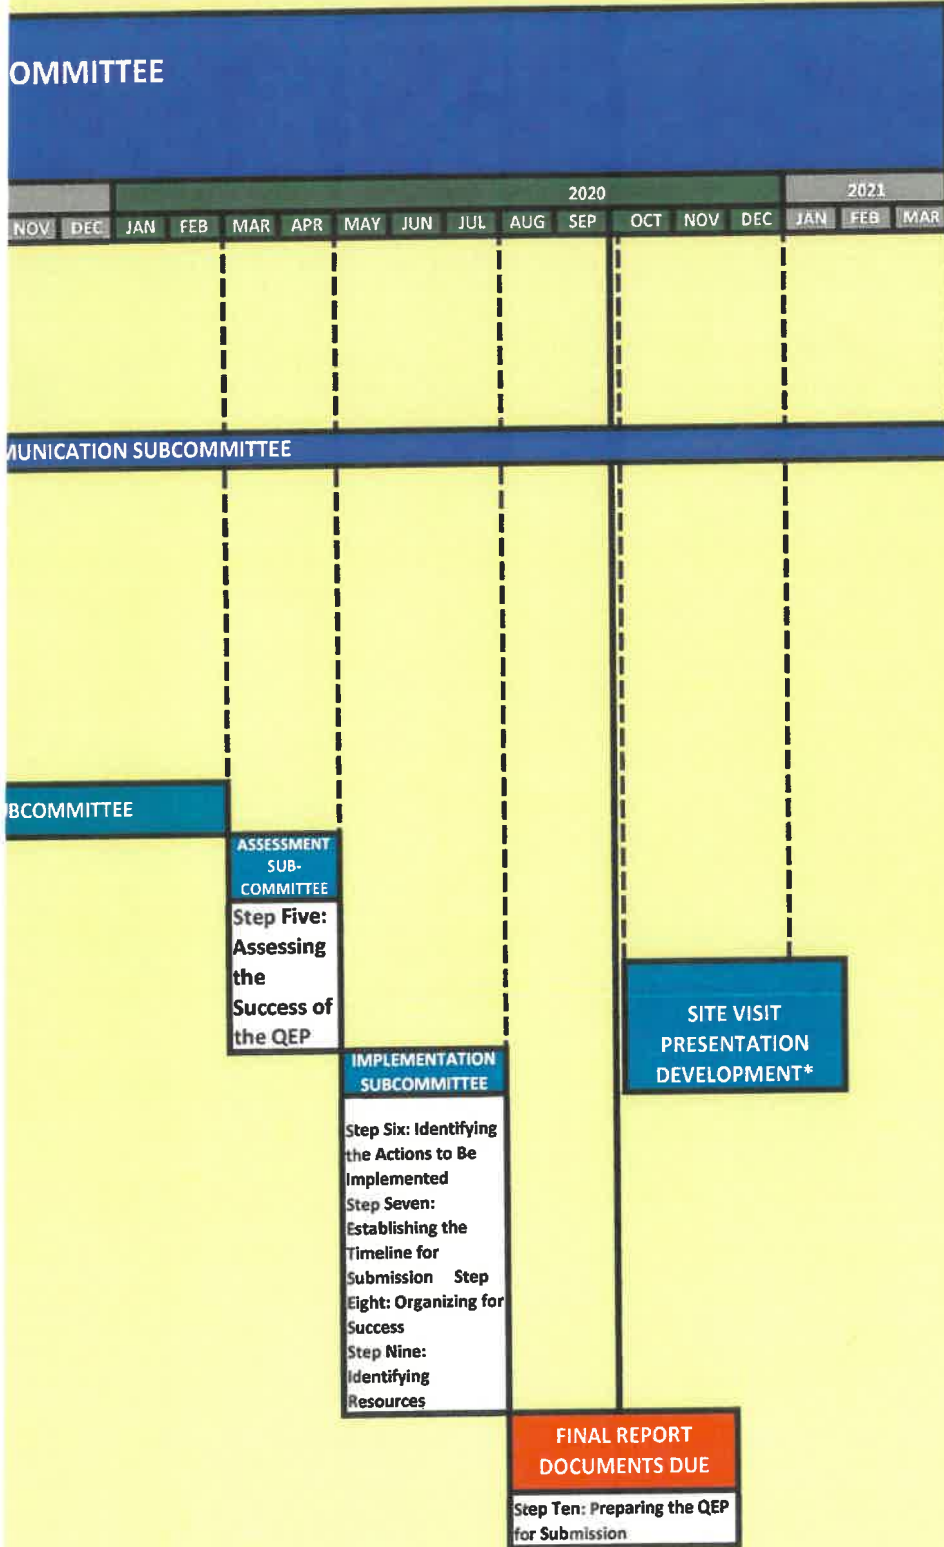 OMMITTEE
2020 2021
NOV DEC JAN FEB MAR APR MAY JUN JUL AUG SEP OCT NOV DEC JAN FEB MAR
MUNICATION SUBCOMMITTEE
UBCOMMITTEE
ASSESSMENT
SUB-
COMMITTEE
Step Five:
Assessing
the
Success of
the QEP
SITE VISIT
PRESENTATION
DEVELOPMENT*
IMPLEMENTATION
SUBCOMMITTEE
Step Six: Identifying
the Actions to Be
Implemented
Step Seven:
Establishing the
Timeline for
Submission Step
Eight: Organizing for
Success
Step Nine:
Identifying
Resources
FINAL REPORT
DOCUMENTS DUE
Step Ten: Preparing the QEP
for Submission